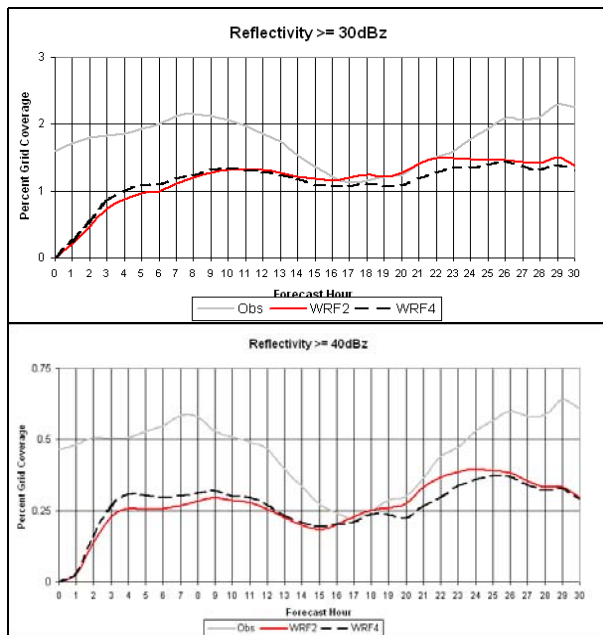 Reflectivity >= 30dBz
Percent Grid Coverage
3
2
1
0
0 1 2 3 4 5 6 7 8 9 10 11 12 13 14 15 16 17 18 19 20 21 22 23 24 25 26 27 28 29 30
Forecast Hour
Obs WRF2 WRF4
Reflectivity >= 40dBz
Percent Grid Coverage
0.75
0.5
0.25
0
0 1 2 3 4 5 6 7 8 9 10 11 12 13 14 15 16 17 18 19 20 21 22 23 24 25 26 27 28 29 30
Forecast Hour
Obs WRF2 WRF4